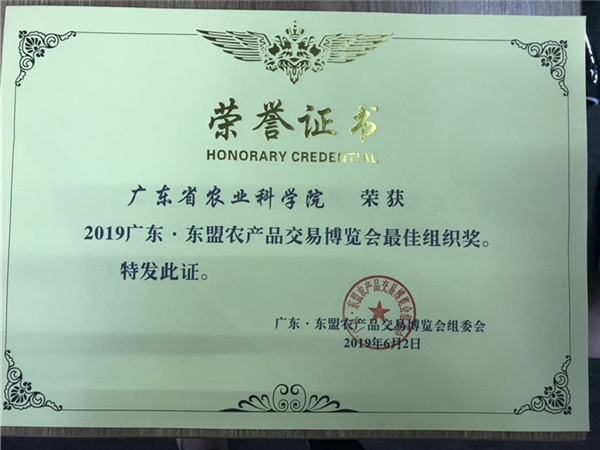 荣誉证书
HONORARY CREDENTIAL
广东省农业科学院 荣获
2019广东·东盟农产品交易博览会最佳组织奖。
特发此证。
广东·东盟农产品交易博览会组委会
2019年6月2日